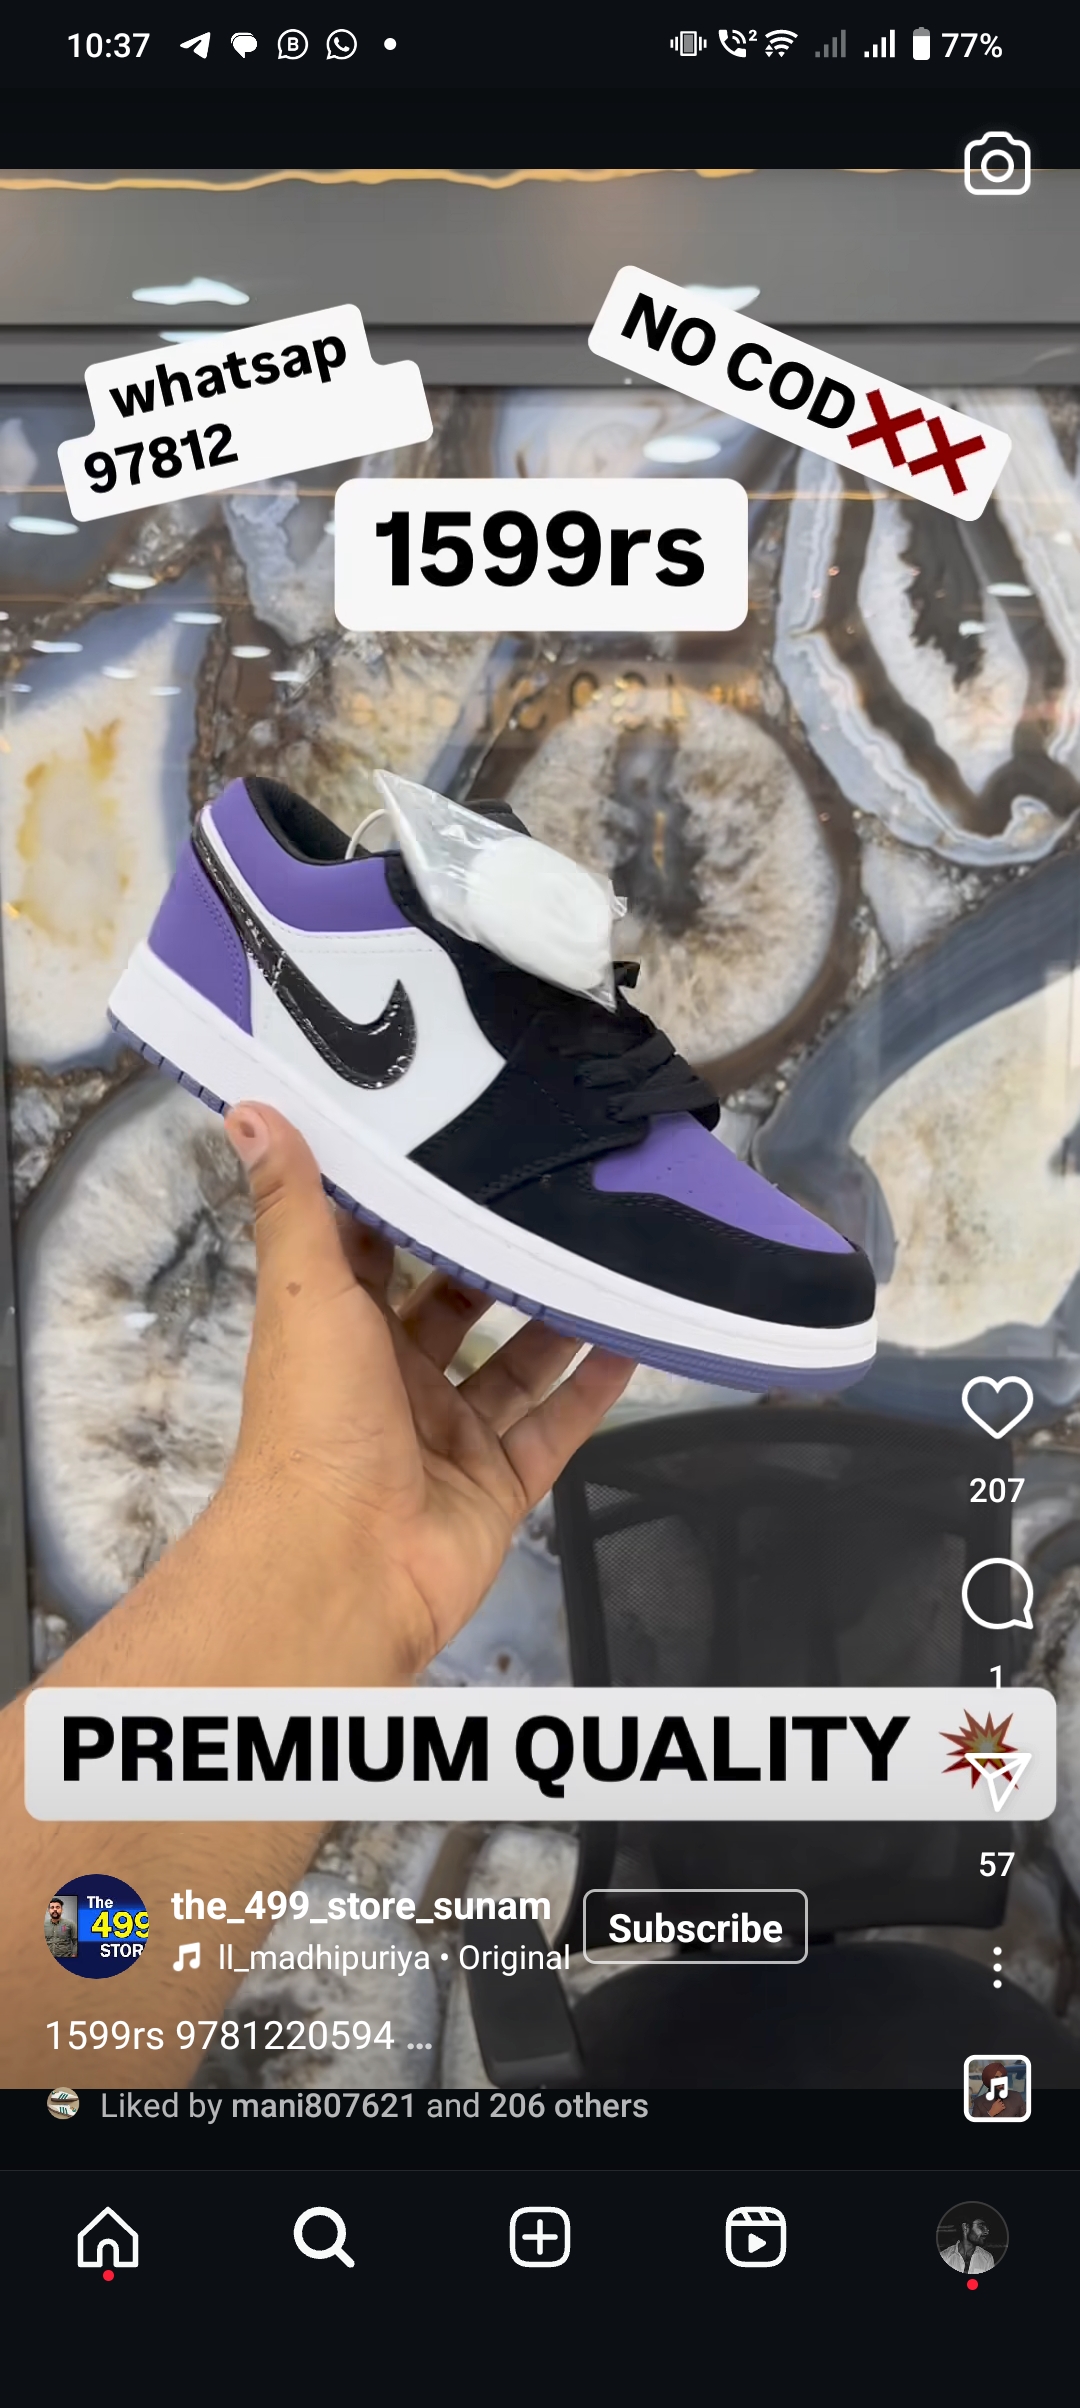 10:37
2
77%
NO COD
whatsap
97812
1599rs
207
1
PREMIUM QUALITY
57
The
499
STOR
the_499_store_sunam
Subscribe
ll_madhipuriya • Original
1599rs 9781220594 ...
Liked by mani807621 and 206 others